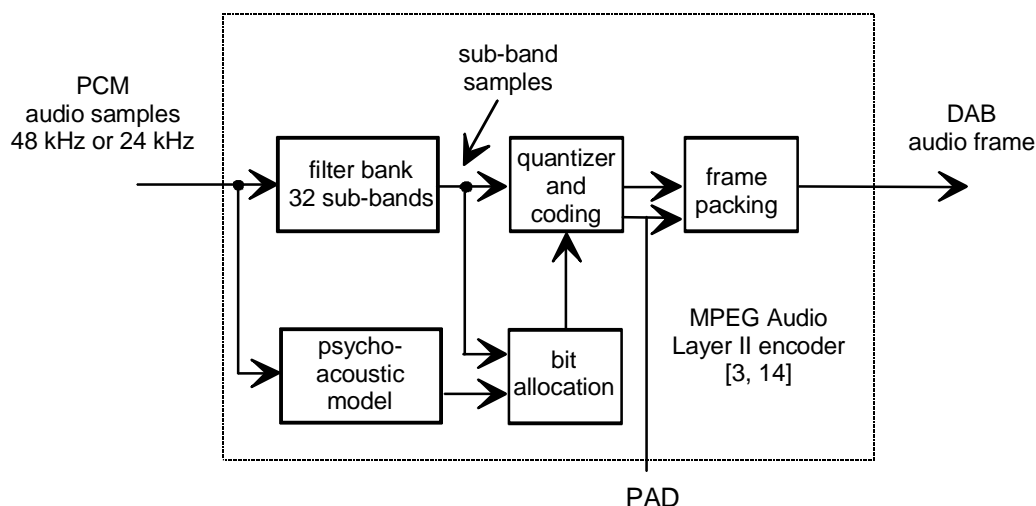 sub-band
samples
PCM
audio samples
48 kHz or 24 kHz
DAB
audio frame
filter bank
32 sub-bands
quantizer
and
coding
frame
packing
psycho-
acoustic
model
bit
allocation
MPEG Audio
Layer II encoder
[3, 14]
PAD